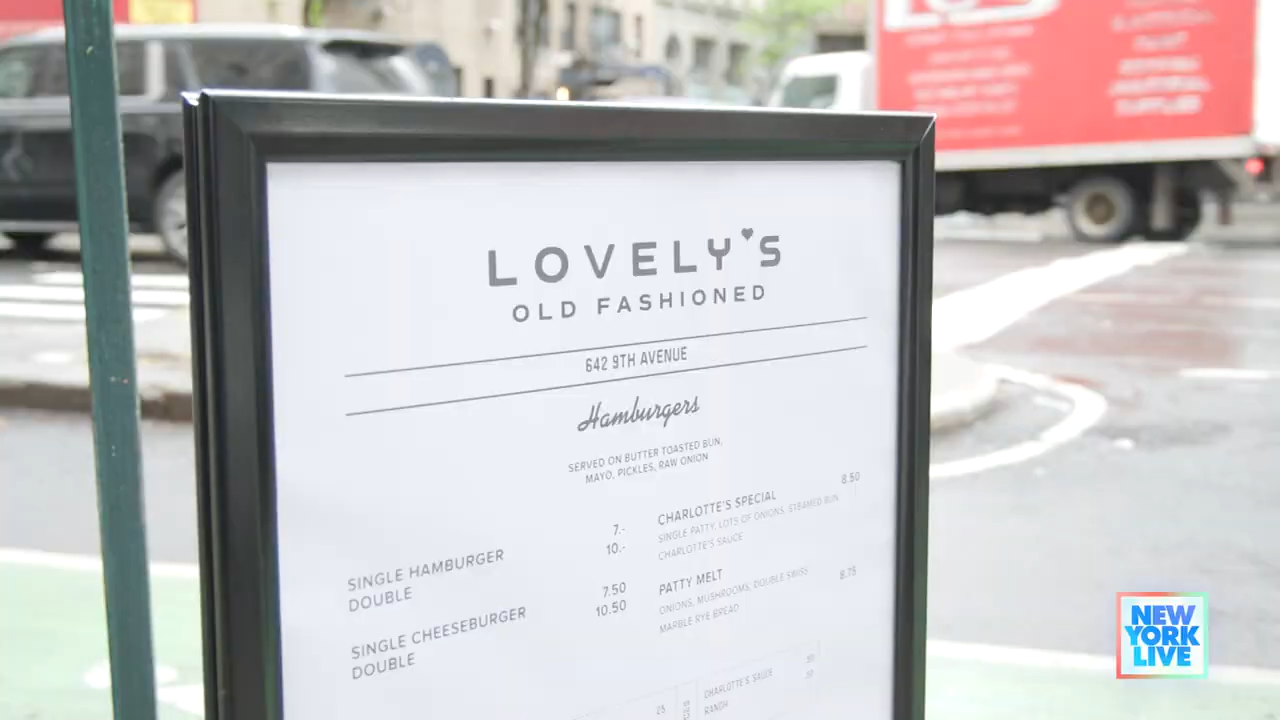 LOVELY'S
OLD FASHIONED
642 9TH AVENUE
Hamburgers
SERVED ON BUTTER TOASTED BUN,
MAYO, PICKLES, RAW ONION
SINGLE HAMBURGER 7.-
DOUBLE 10.-
SINGLE CHEESEBURGER 7.50
DOUBLE 10.50
CHARLOTTE'S SPECIAL 8.50
SINGLE PATTY, LOTS OF ONIONS, STEAMED BUN
CHARLOTTE'S SAUCE
PATTY MELT 8.75
ONIONS, MUSHROOMS, DOUBLE SWISS
MARBLE RYE BREAD
CHARLOTTE'S SAUCE
RANCH
NEW
YORK
LIVE